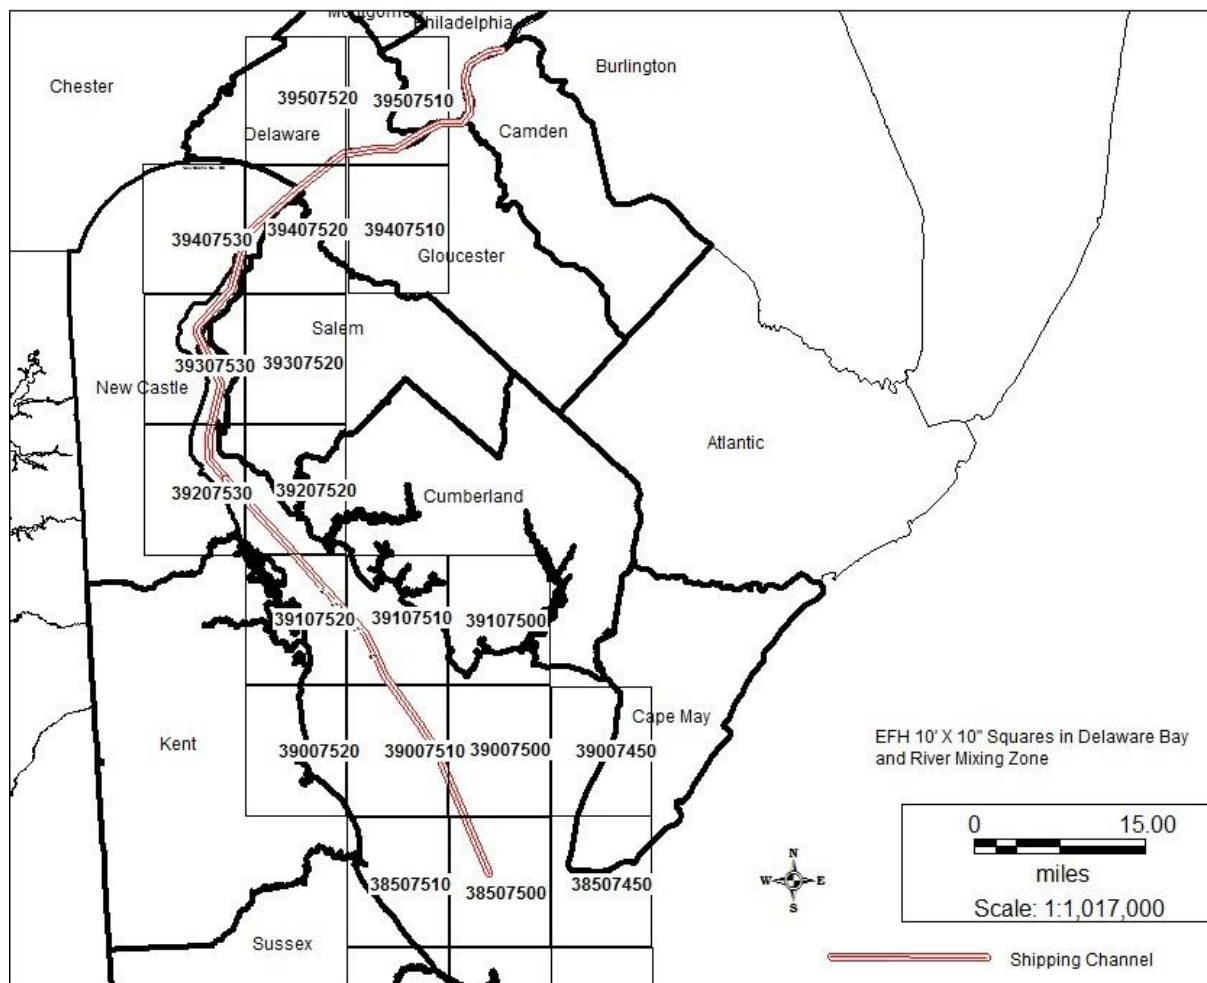 Montgomery
Philadelphia
Chester
Burlington
39507520
39507510
Delaware
Camden
39407530
39407520
39407510
Gloucester
Salem
39307530
39307520
New Castle
Atlantic
39207530
39207520
Cumberland
39107520
39107510
39107500
Kent
Cape May
39007520
39007510
39007500
39007450
EFH 10' X 10" Squares in Delaware Bay
and River Mixing Zone
0 15.00
miles
Scale: 1:1,017,000
N
W E
S
38507510
38507500
38507450
Sussex
Shipping Channel